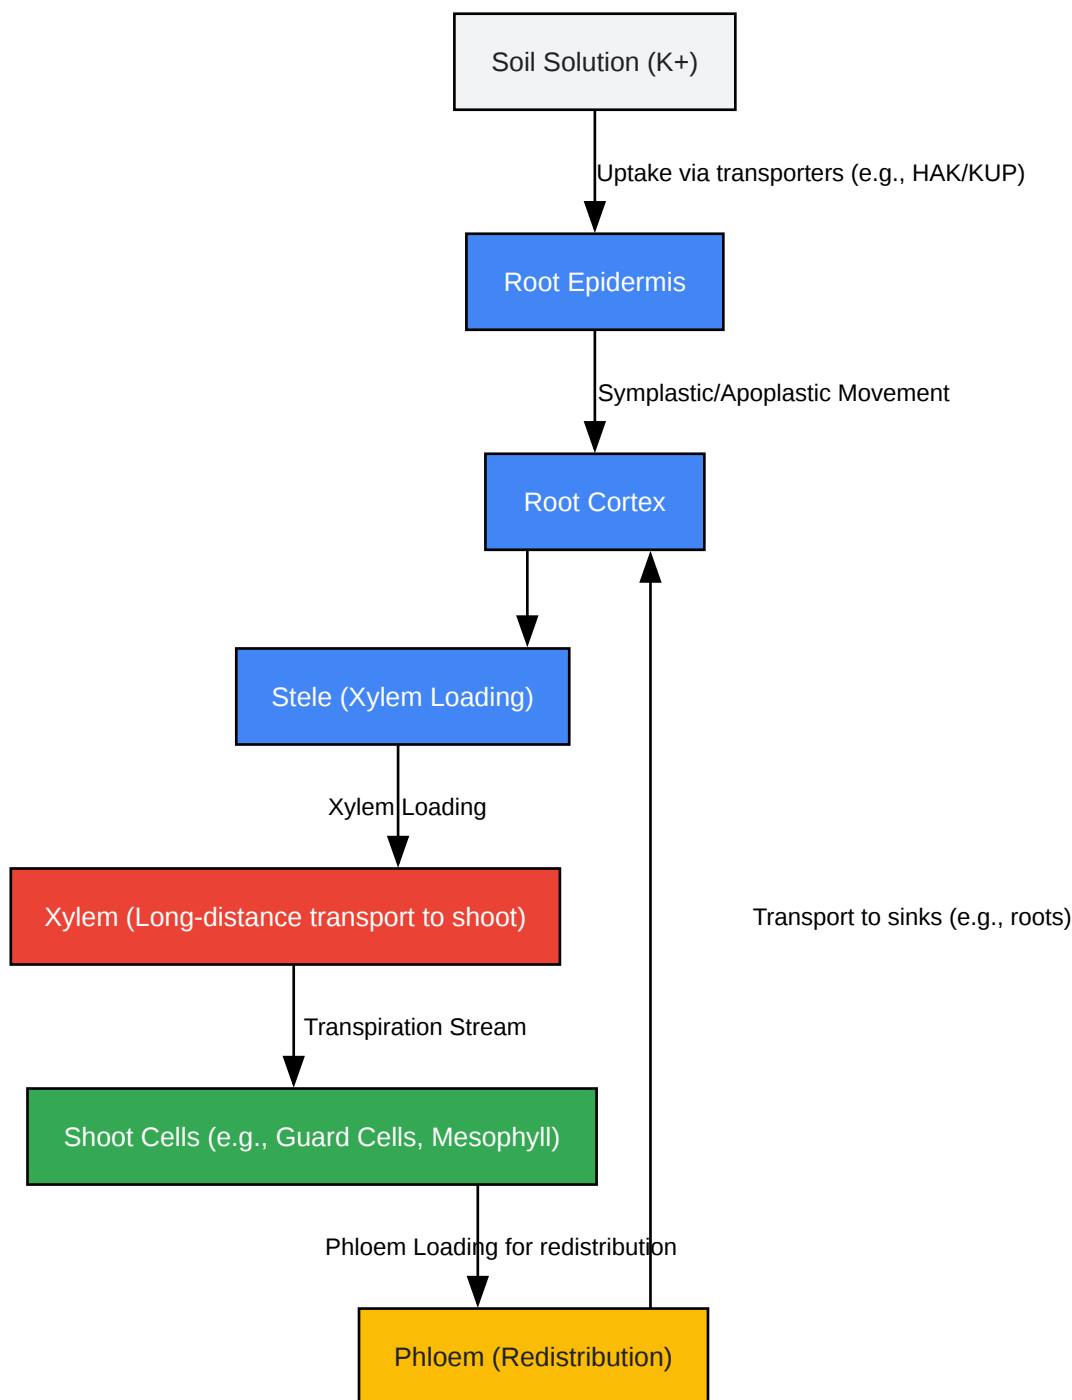 Soil Solution (K+)
Uptake via transporters (e.g., HAK/KUP)
Root Epidermis
Symplastic/Apoplastic Movement
Root Cortex
Stele (Xylem Loading)
Xylem Loading
Xylem (Long-distance transport to shoot)
Transport to sinks (e.g., roots)
Transpiration Stream
Shoot Cells (e.g., Guard Cells, Mesophyll)
Phloem Loading for redistribution
Phloem (Redistribution)